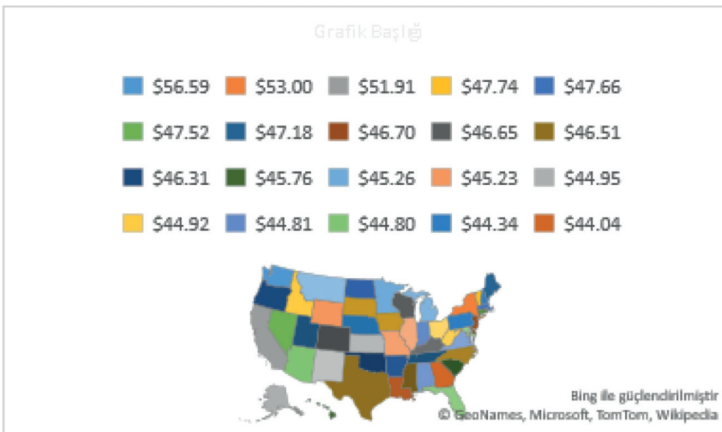 Grafik Başlığı
$56.59 $53.00 $51.91 $47.74 $47.66
$47.52 $47.18 $46.70 $46.65 $46.51
$46.31 $45.76 $45.26 $45.23 $44.95
$44.92 $44.81 $44.80 $44.34 $44.04
Bing ile güçlendirilmiştir
© GeoNames, Microsoft, TomTom, Wikipedia